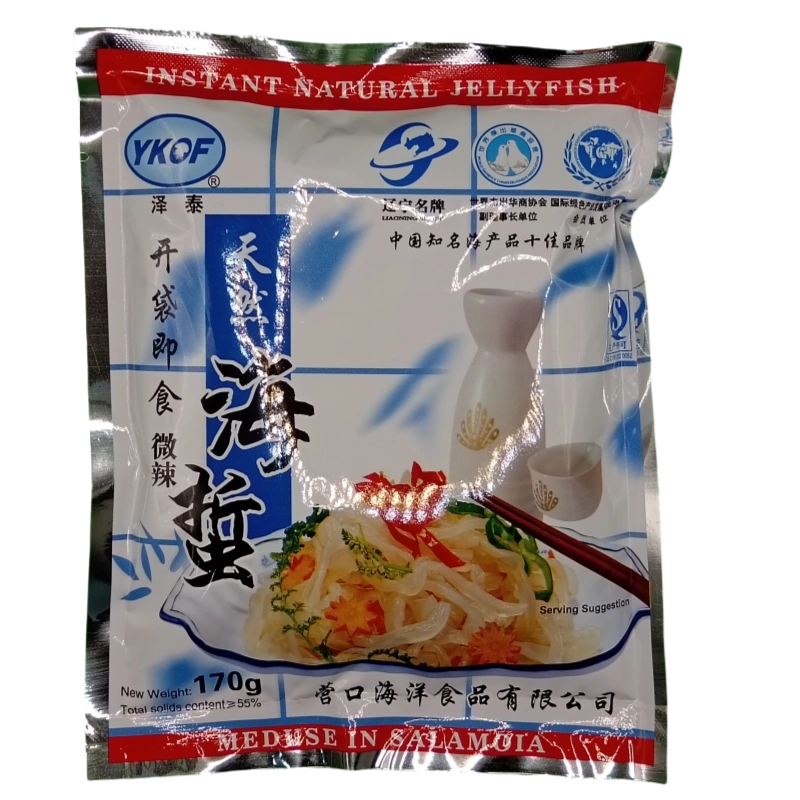 INSTANT NATURAL JELLYFISH
YKOF
®
泽泰
辽宁名牌
中国知名海产品十佳品牌
开袋即食 微辣
天然
海蜇
Serving Suggestion
New Weight: 170g
Total solids content≥55%
营口海洋食品有限公司
MEDUSE IN SALAMOIA